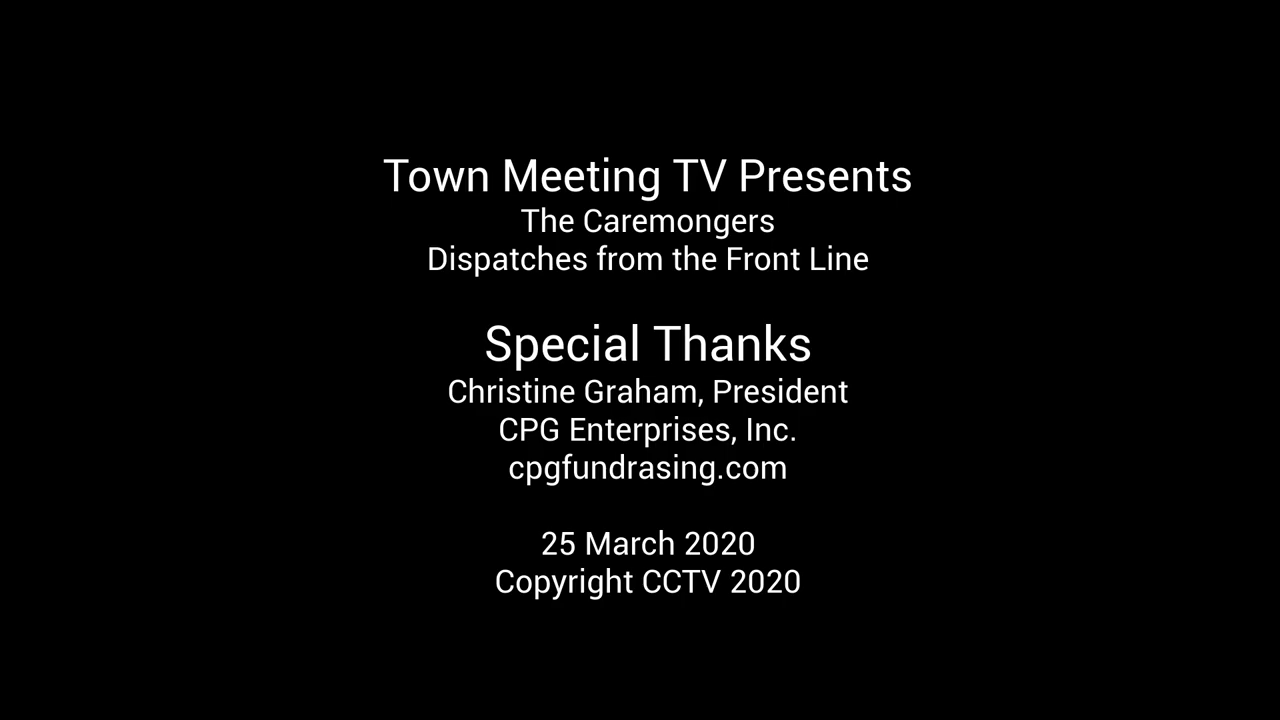 Town Meeting TV Presents
The Caremongers
Dispatches from the Front Line
Special Thanks
Christine Graham, President
CPG Enterprises, Inc.
cpgfundrasing.com
25 March 2020
Copyright CCTV 2020